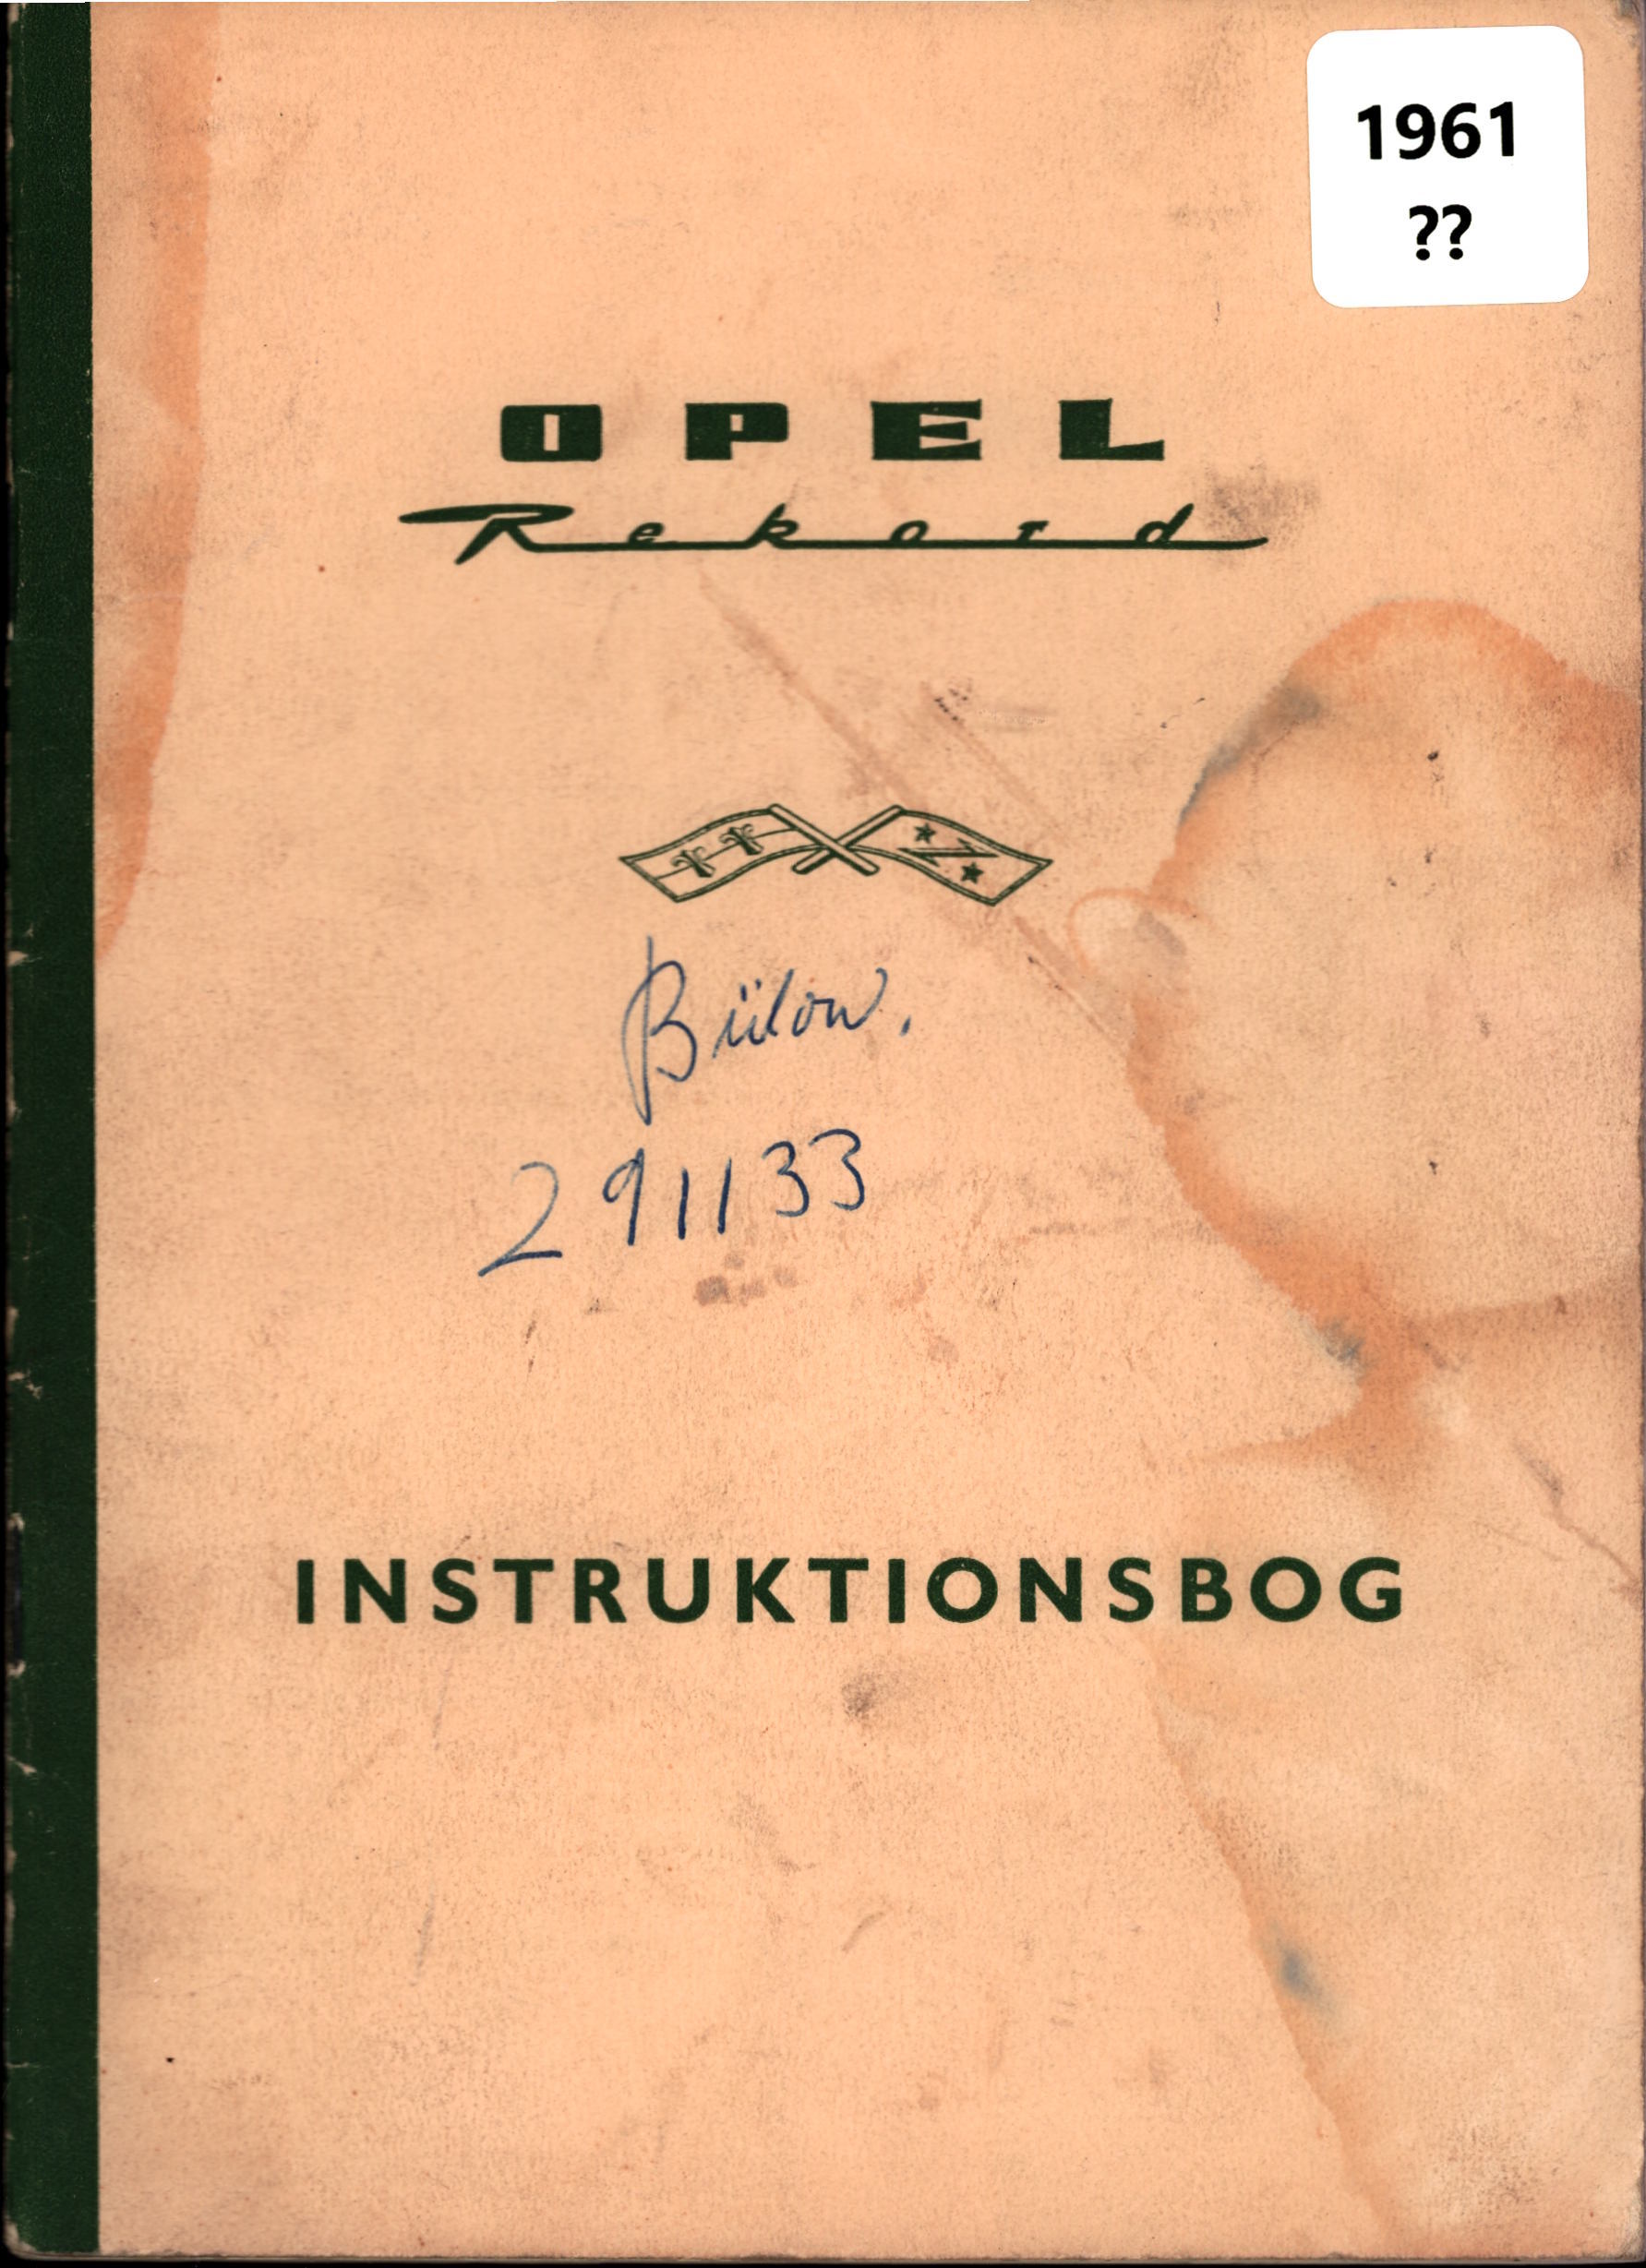 1961
??
OPEL
Rekord
Bülow.
291133
INSTRUKTIONSBOG